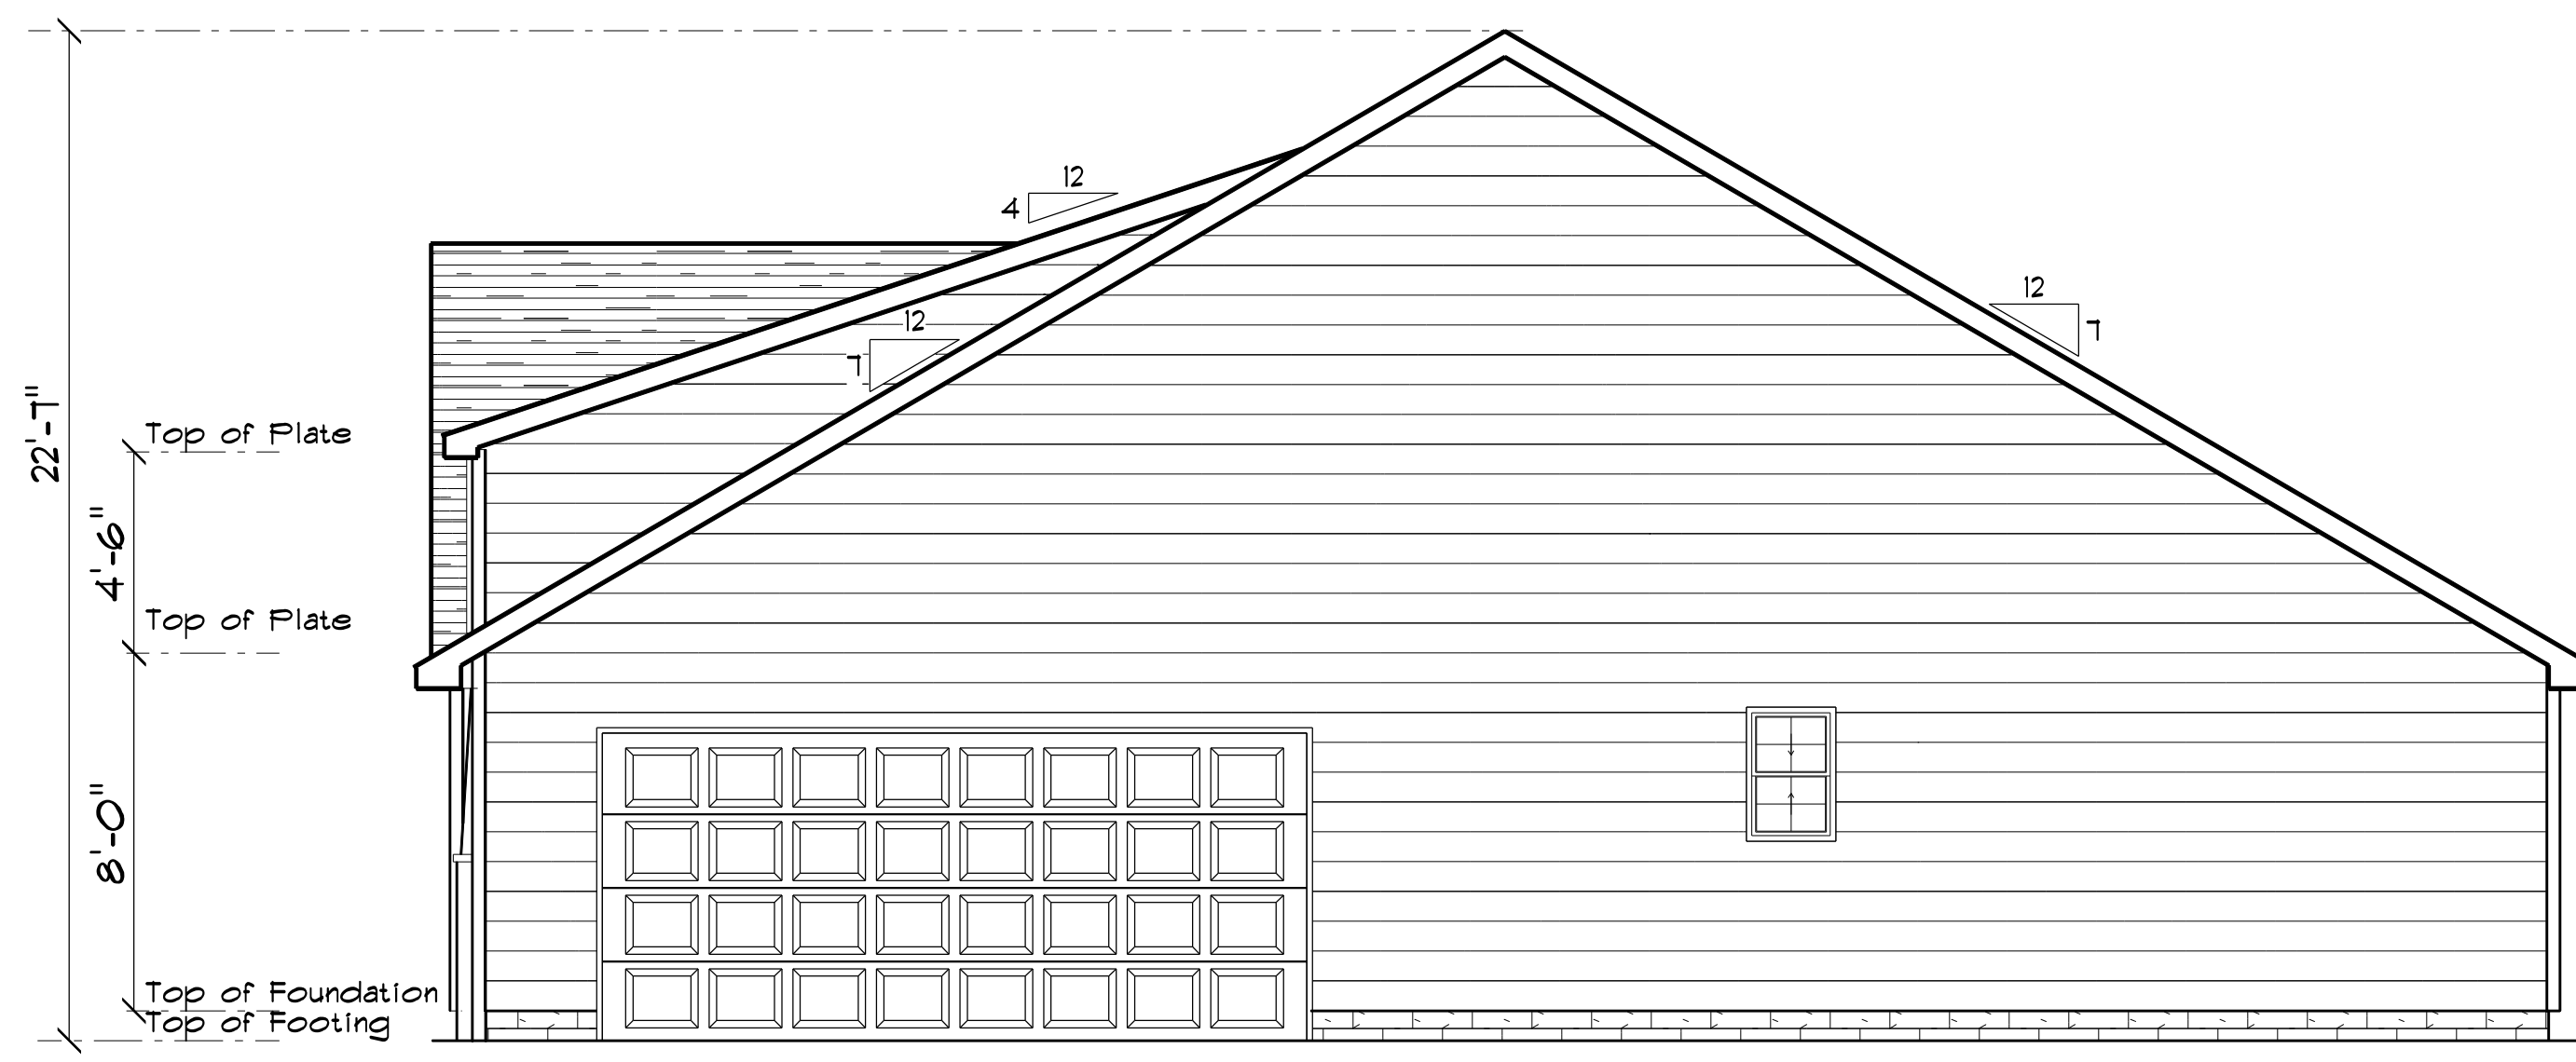 12
4
12
7
12
7
22'-7"
Top of Plate
4'-6"
Top of Plate
8'-0"
Top of Foundation
Top of Footing